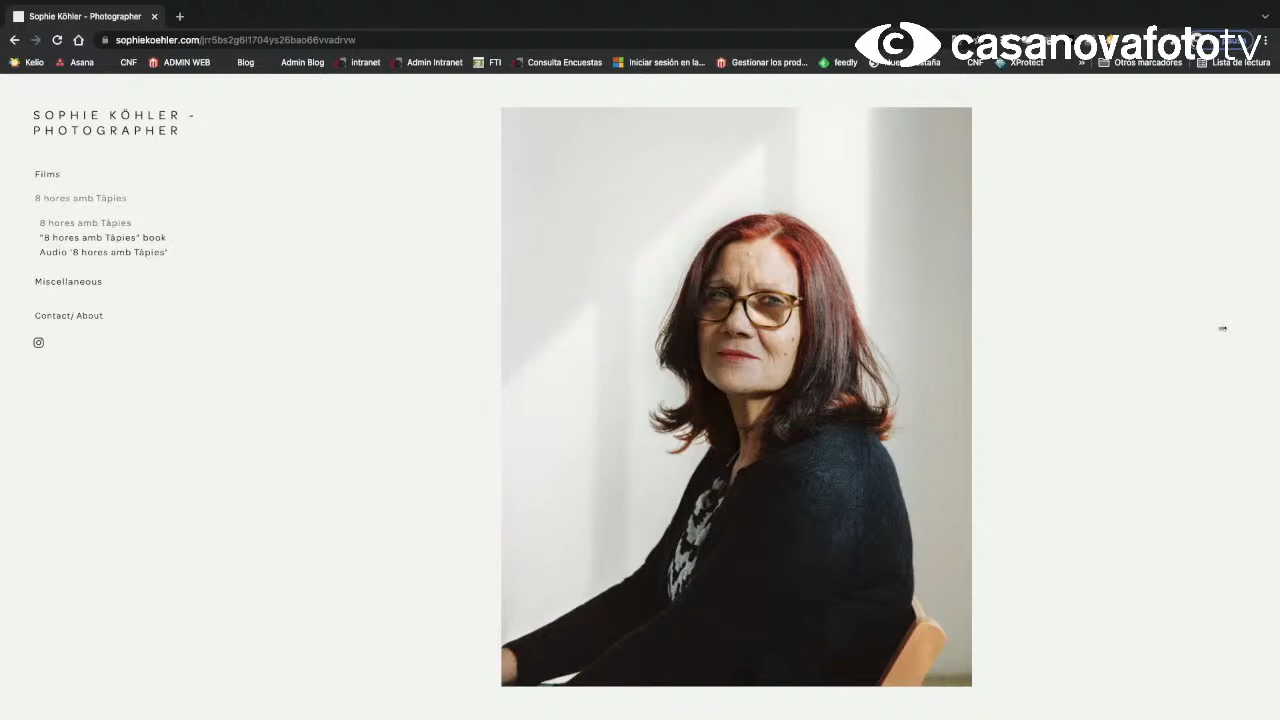 Sophie Köhler - Photographer
casanovafototv
sophiekoehler.com/jrr5bs2g6l1704ys26bao66vvadrvw
Kelio Asana CNF ADMIN WEB Blog Admin Blog intranet Admin Intranet FTI Consulta Encuestas Iniciar sesión en la... Gestionar los prod... feedly CNF XProtect » Otros marcadores Lista de lectura
SOPHIE KÖHLER -
PHOTOGRAPHER
Films
8 hores amb Tàpies
8 hores amb Tàpies
"8 hores amb Tàpies" book
Audio '8 hores amb Tàpies'
Miscellaneous
Contact/ About